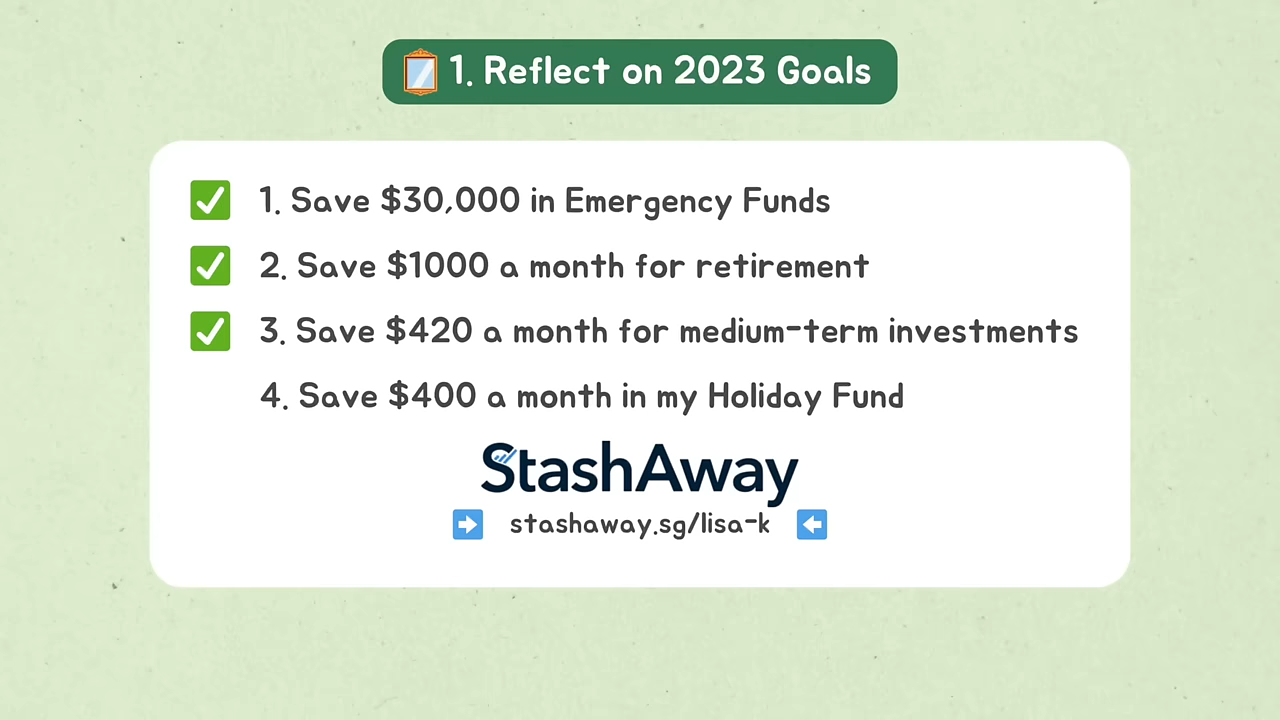 1. Reflect on 2023 Goals
1. Save $30,000 in Emergency Funds
2. Save $1000 a month for retirement
3. Save $420 a month for medium-term investments
4. Save $400 a month in my Holiday Fund
StashAway
stashaway.sg/lisa-k